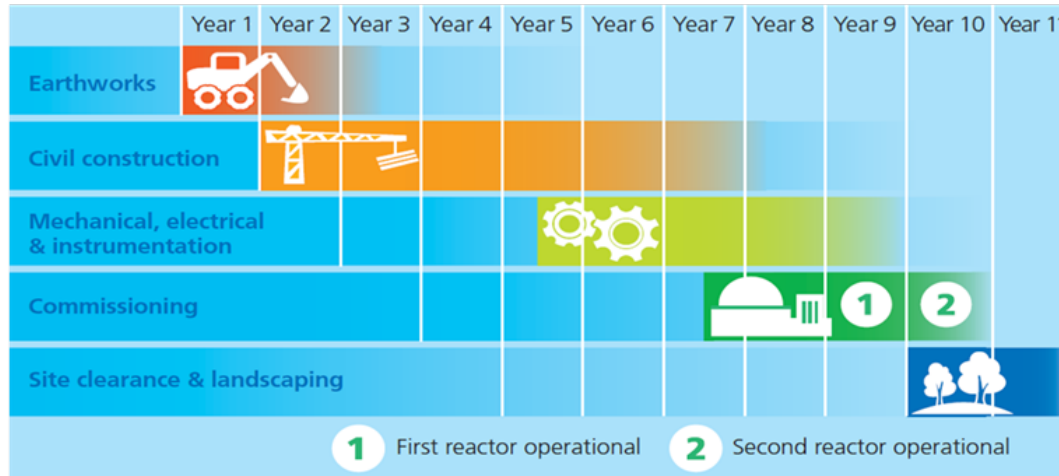 Year 1 Year 2 Year 3 Year 4 Year 5 Year 6 Year 7 Year 8 Year 9 Year 10 Year 1
Earthworks
Civil construction
Mechanical, electrical
& instrumentation
Commissioning
1 2
Site clearance & landscaping
1 First reactor operational 2 Second reactor operational